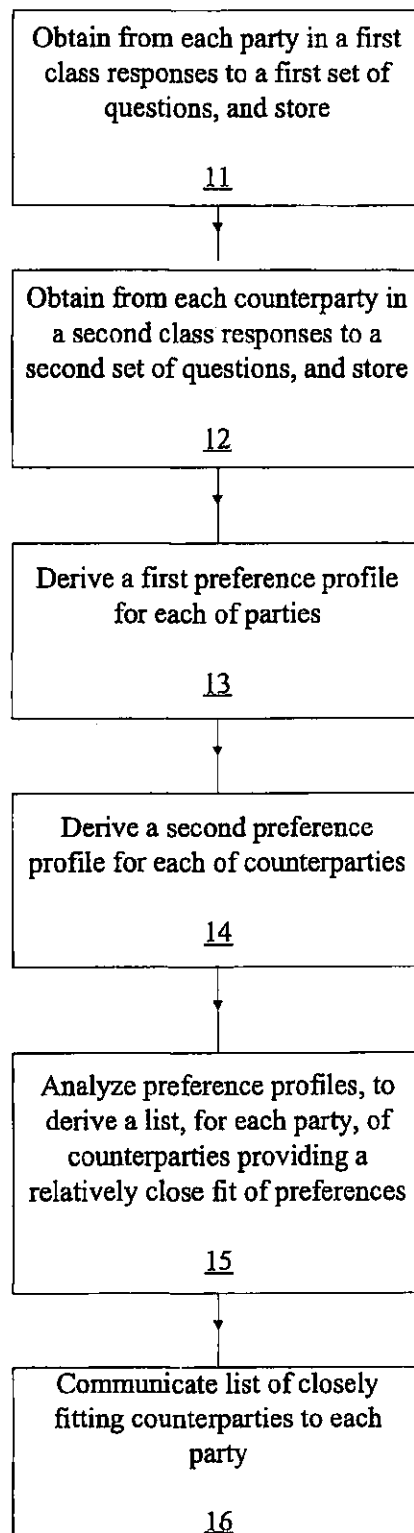 Obtain from each party in a first
class responses to a first set of
questions, and store
11
Obtain from each counterparty in
a second class responses to a
second set of questions, and store
12
Derive a first preference profile
for each of parties
13
Derive a second preference
profile for each of counterparties
14
Analyze preference profiles, to
derive a list, for each party, of
counterparties providing a
relatively close fit of preferences
15
Communicate list of closely
fitting counterparties to each
party
16